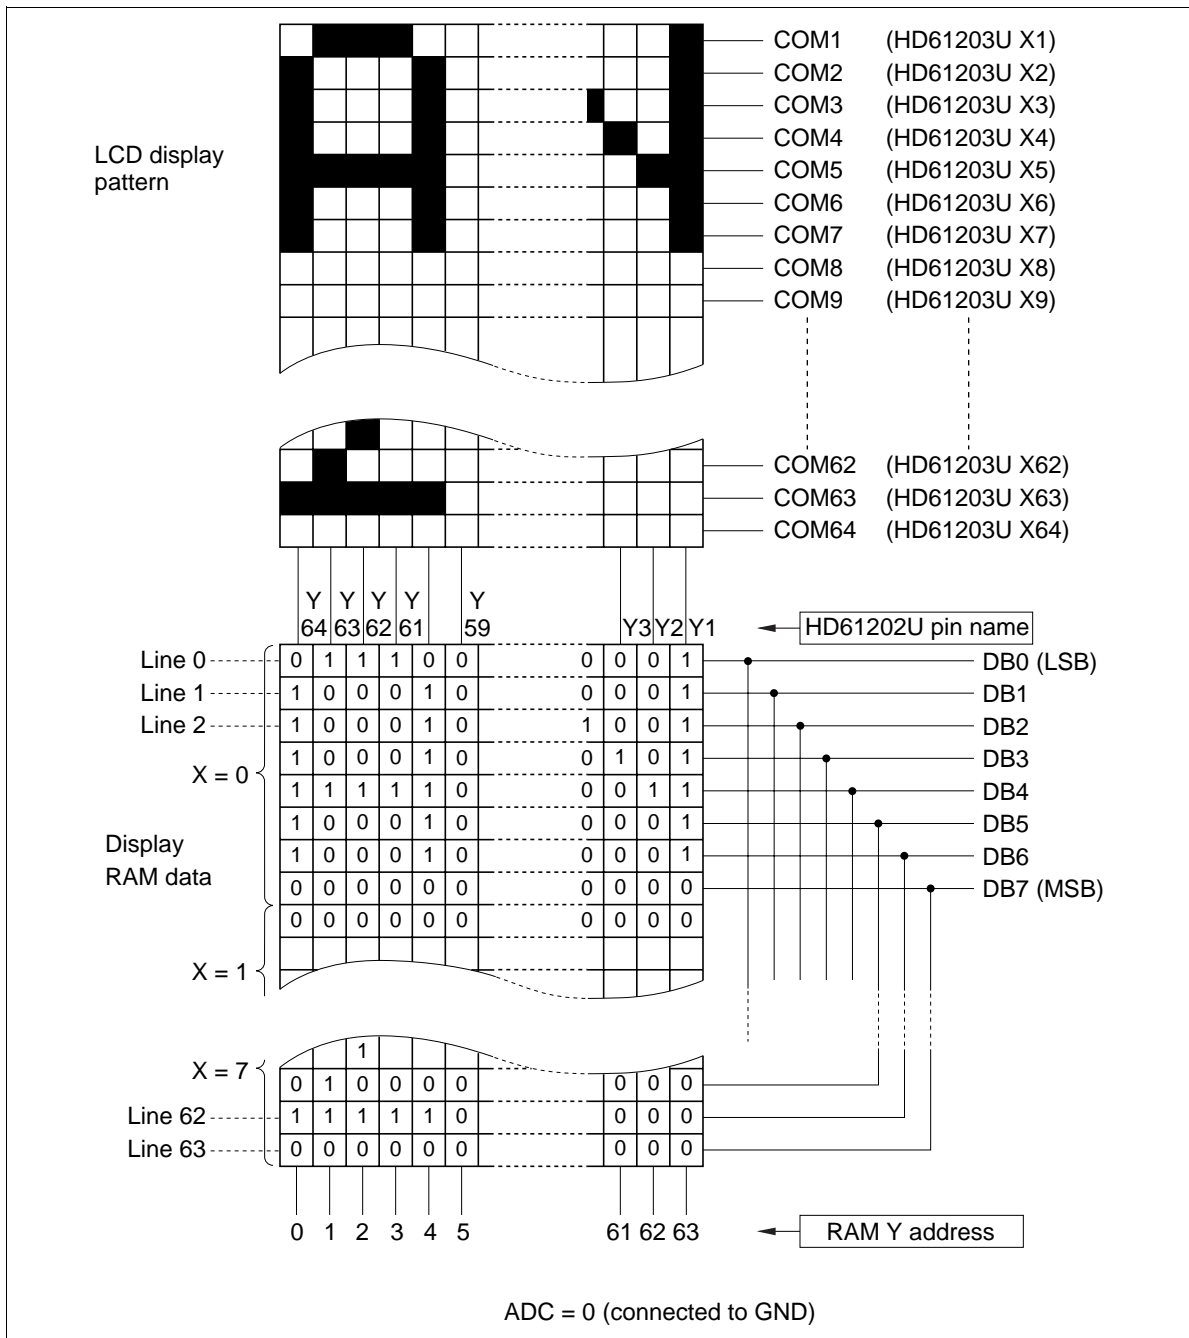 COM1 (HD61203U X1)
COM2 (HD61203U X2)
COM3 (HD61203U X3)
COM4 (HD61203U X4)
COM5 (HD61203U X5)
COM6 (HD61203U X6)
COM7 (HD61203U X7)
COM8 (HD61203U X8)
COM9 (HD61203U X9)
LCD display
pattern
COM62 (HD61203U X62)
COM63 (HD61203U X63)
COM64 (HD61203U X64)
Y Y Y Y Y
64 63 62 61 59 Y3 Y2 Y1
HD61202U pin name
Line 0 0 1 1 1 0 0 0 0 0 1 DB0 (LSB)
Line 1 1 0 0 0 1 0 0 0 0 1 DB1
Line 2 1 0 0 0 1 0 1 0 0 1 DB2
1 0 0 0 1 0 0 1 0 1 DB3
X = 0
1 1 1 1 1 0 0 0 1 1 DB4
1 0 0 0 1 0 0 0 0 1 DB5
Display
RAM data
1 0 0 0 1 0 0 0 0 1 DB6
0 0 0 0 0 0 0 0 0 0 DB7 (MSB)
0 0 0 0 0 0 0 0 0 0
X = 1
1
X = 7
0 1 0 0 0 0 0 0 0
Line 62 1 1 1 1 1 0 0 0 0
Line 63 0 0 0 0 0 0 0 0 0
0 1 2 3 4 5 61 62 63
RAM Y address
ADC = 0 (connected to GND)